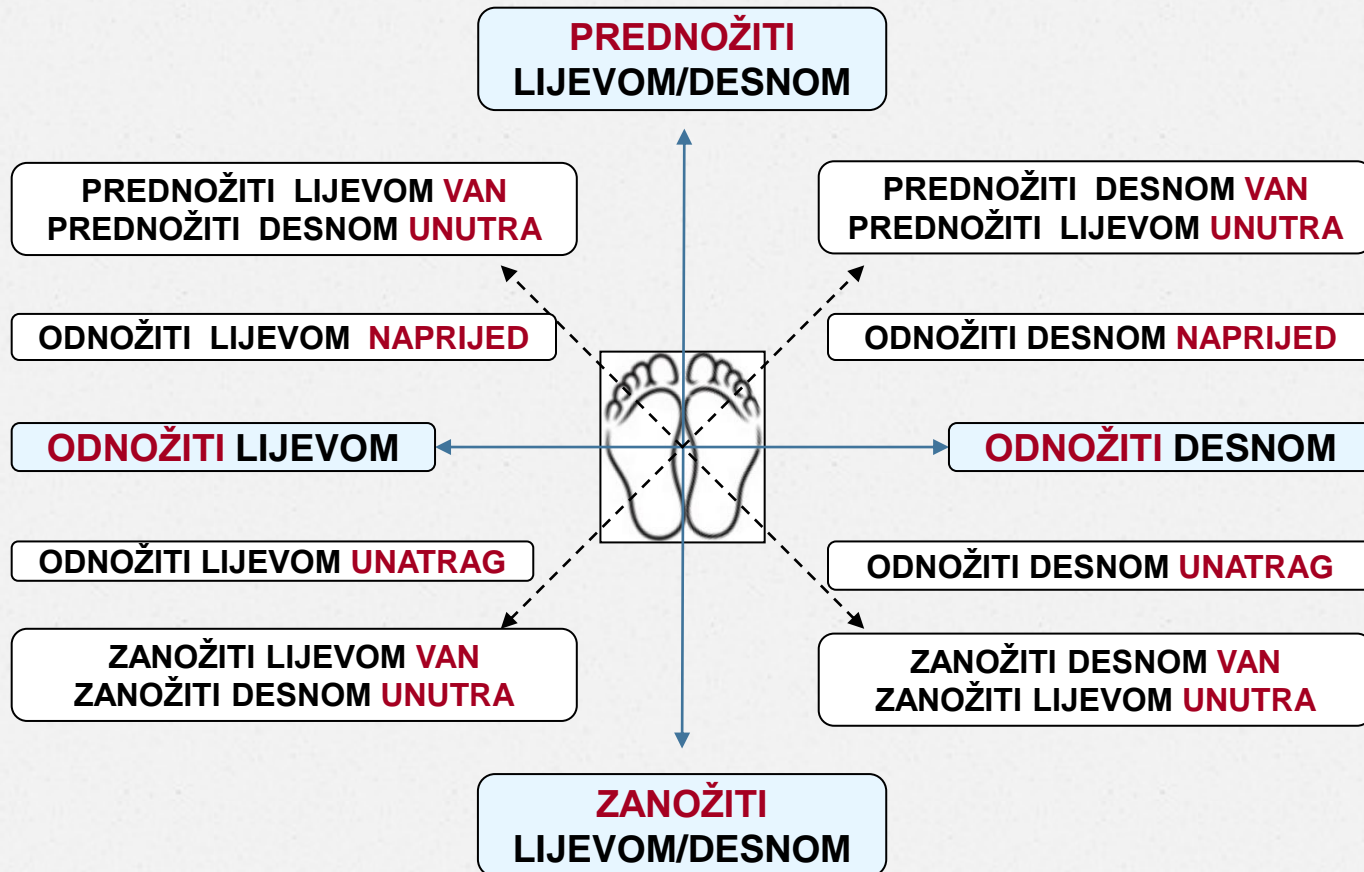 PREDNOŽITI
LIJEVOM/DESNOM
PREDNOŽITI LIJEVOM VAN
PREDNOŽITI DESNOM UNUTRA
PREDNOŽITI DESNOM VAN
PREDNOŽITI LIJEVOM UNUTRA
ODNOŽITI LIJEVOM NAPRIJED
ODNOŽITI DESNOM NAPRIJED
ODNOŽITI LIJEVOM
ODNOŽITI DESNOM
ODNOŽITI LIJEVOM UNATRAG
ODNOŽITI DESNOM UNATRAG
ZANOŽITI LIJEVOM VAN
ZANOŽITI DESNOM UNUTRA
ZANOŽITI DESNOM VAN
ZANOŽITI LIJEVOM UNUTRA
ZANOŽITI
LIJEVOM/DESNOM